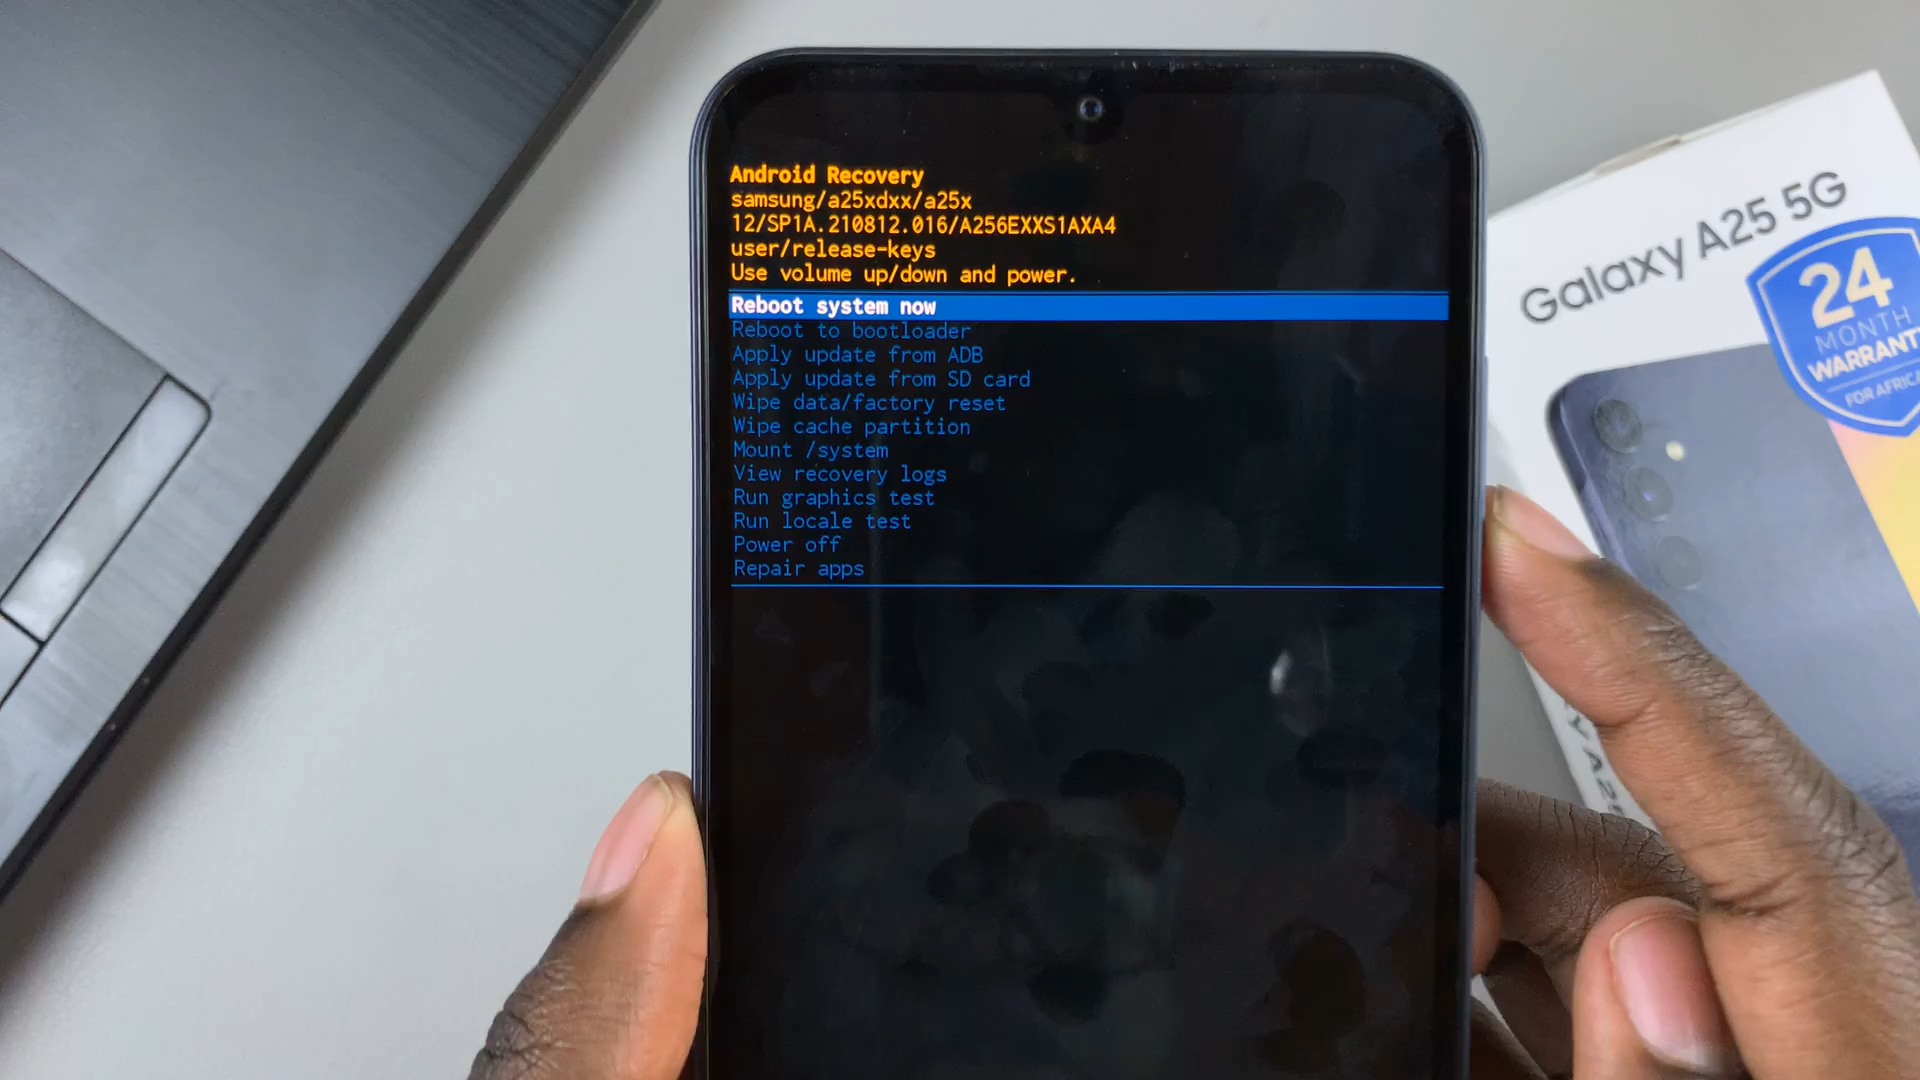 Android Recovery
samsung/a25xdxx/a25x
12/SP1A.210812.016/A256EXXS1AXA4
user/release-keys
Use volume up/down and power.
Reboot system now
Reboot to bootloader
Apply update from ADB
Apply update from SD card
Wipe data/factory reset
Wipe cache partition
Mount /system
View recovery logs
Run graphics test
Run locale test
Power off
Repair apps
Galaxy A25 5G
24
MONTH
WARRANT
FOR AFRICA